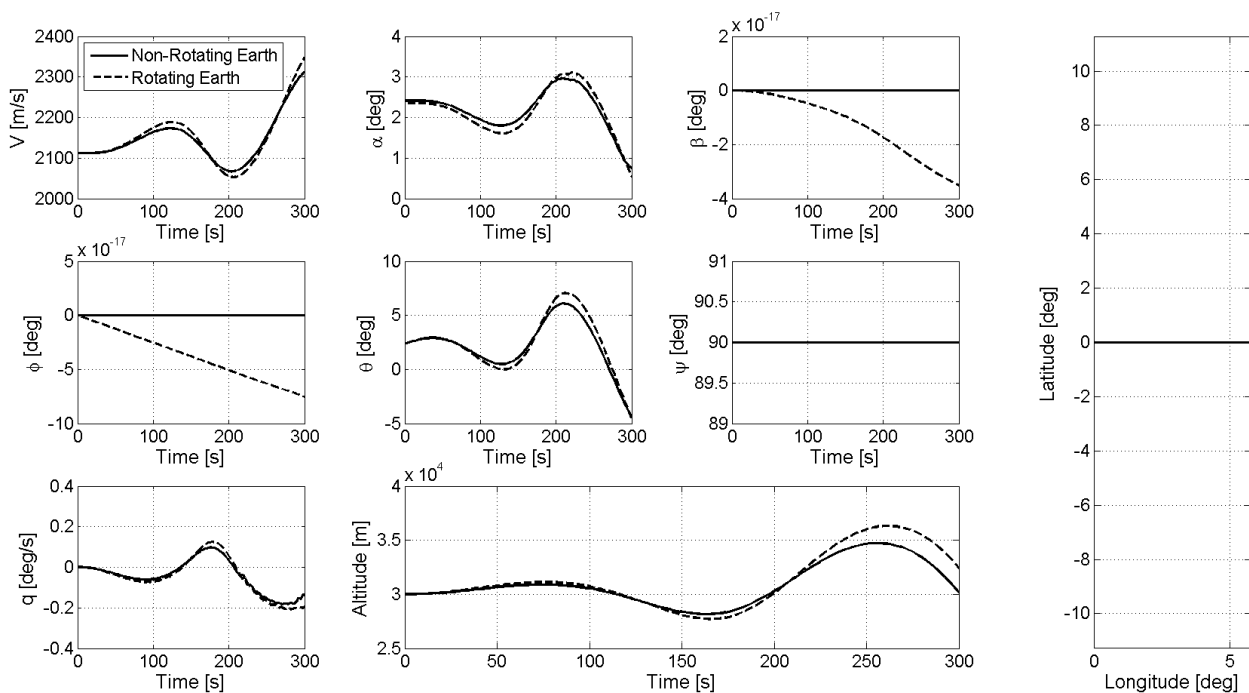 2400
2300
2200
2100
2000
V [m/s]
0 100 200 300
Time [s]
Non-Rotating Earth
Rotating Earth
4
3
2
1
0
α [deg]
0 100 200 300
Time [s]
x 10^-17
2
0
-2
-4
β [deg]
0 100 200 300
Time [s]
x 10^-17
5
0
-5
-10
ϕ [deg]
0 100 200 300
Time [s]
10
5
0
-5
θ [deg]
0 100 200 300
Time [s]
91
90.5
90
89.5
89
ψ [deg]
0 100 200 300
Time [s]
0.4
0.2
0
-0.2
-0.4
q [deg/s]
0 100 200 300
Time [s]
x 10^4
4
3.5
3
2.5
Altitude [m]
0 50 100 150 200 250 300
Time [s]
10
8
6
4
2
0
-2
-4
-6
-8
-10
Latitude [deg]
0 5
Longitude [deg]